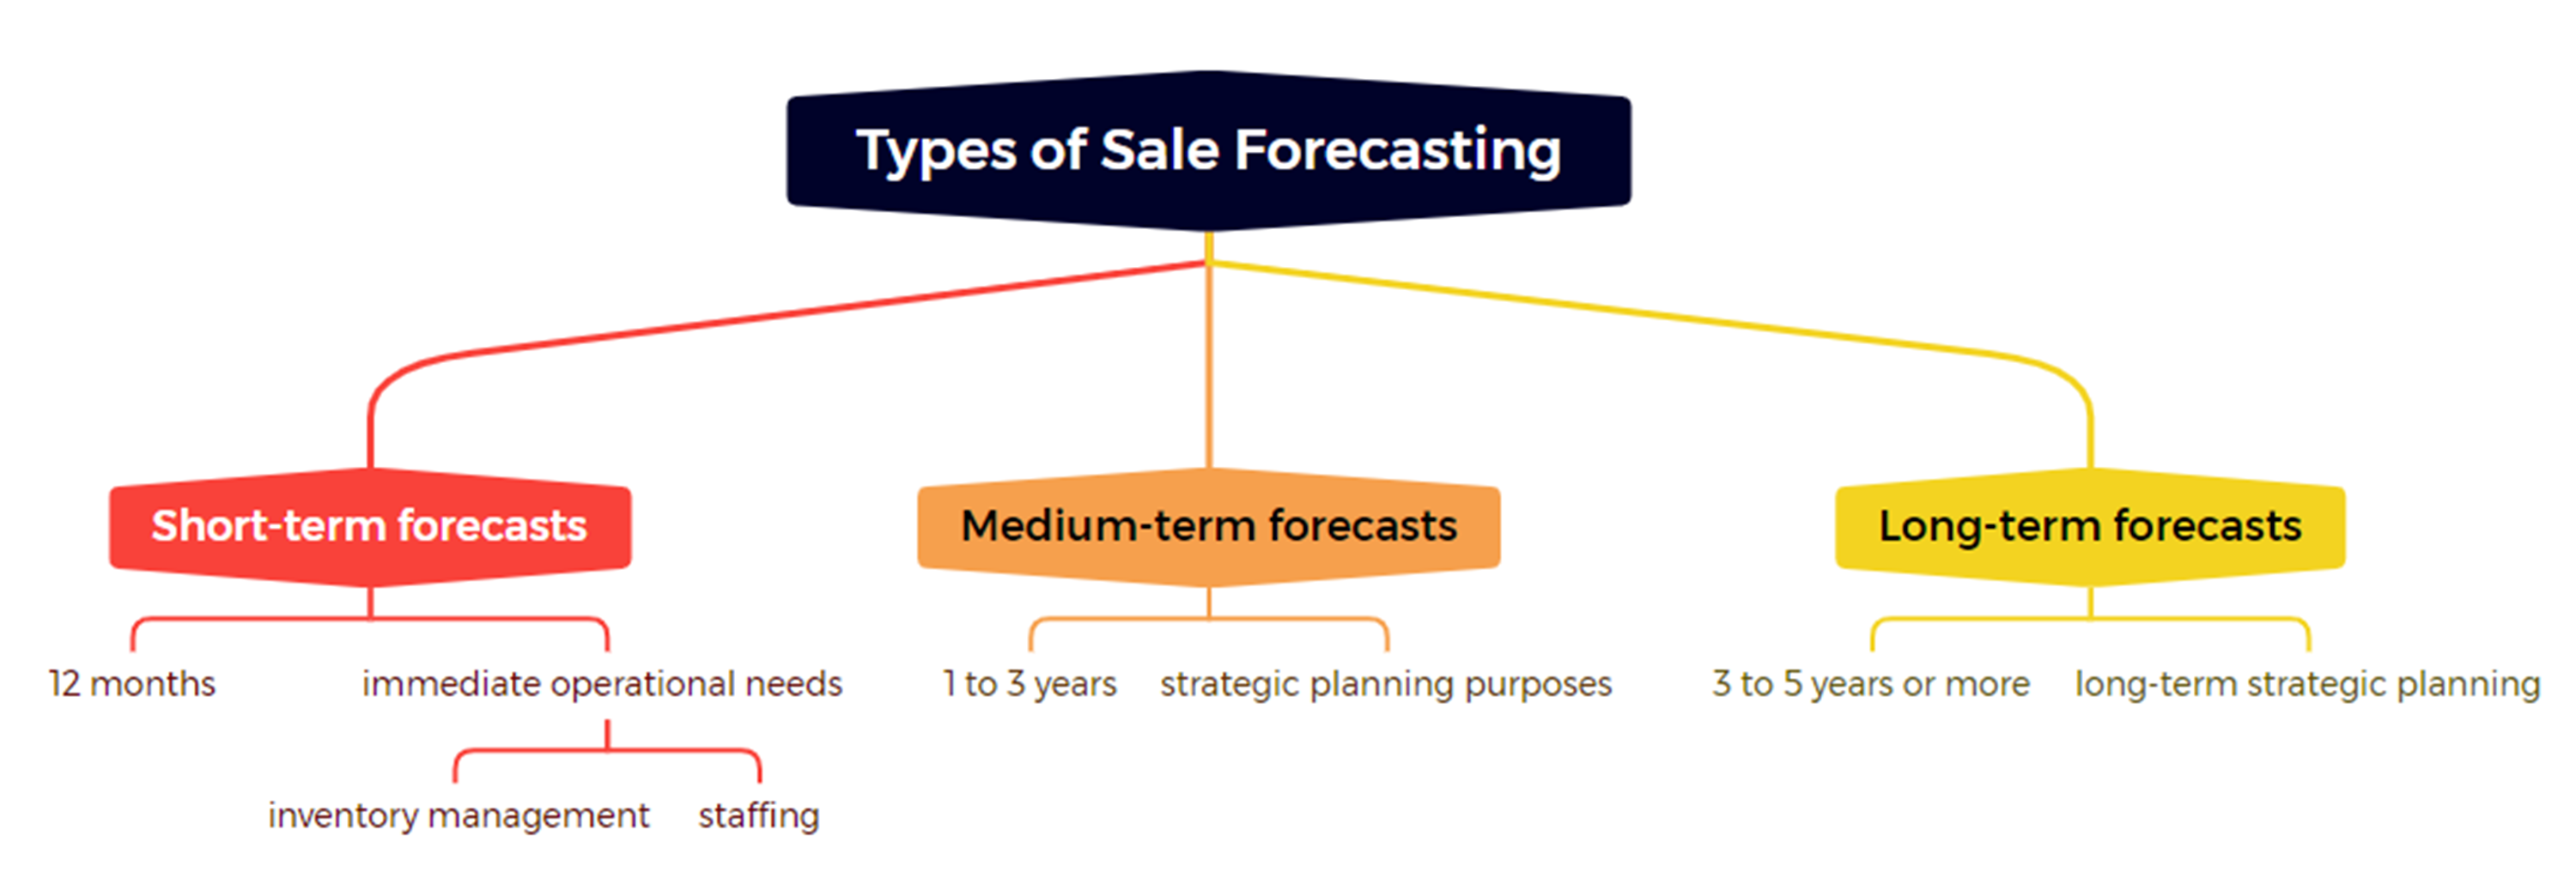 Types of Sale Forecasting
Short-term forecasts
Medium-term forecasts
Long-term forecasts
12 months
immediate operational needs
1 to 3 years
strategic planning purposes
3 to 5 years or more
long-term strategic planning
inventory management
staffing